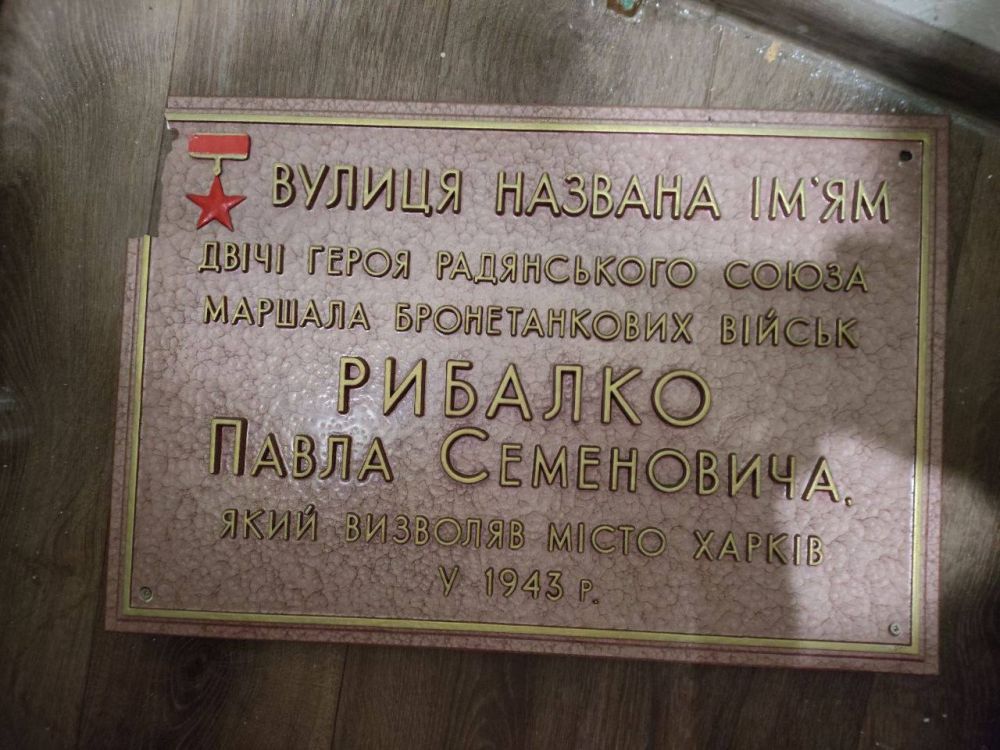 ВУЛИЦЯ НАЗВАНА ІМ'ЯМ
ДВІЧІ ГЕРОЯ РАДЯНСЬКОГО СОЮЗА
МАРШАЛА БРОНЕТАНКОВИХ ВІЙСЬК
РИБАЛКО
ПАВЛА СЕМЕНОВИЧА,
ЯКИЙ ВИЗВОЛЯВ МІСТО ХАРКІВ
У 1943 р.